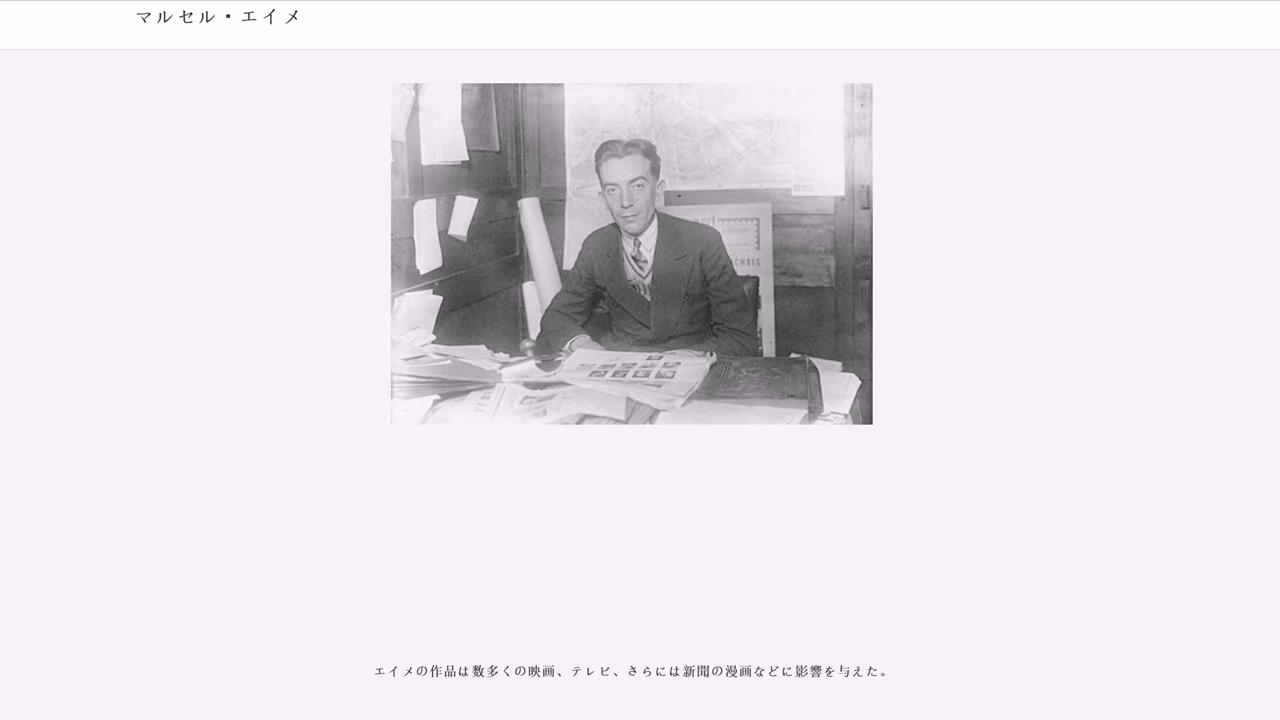 マルセル・エイメ
CHAIS
エイメの作品は数多くの映画、テレビ、さらには新聞の漫画などに影響を与えた。